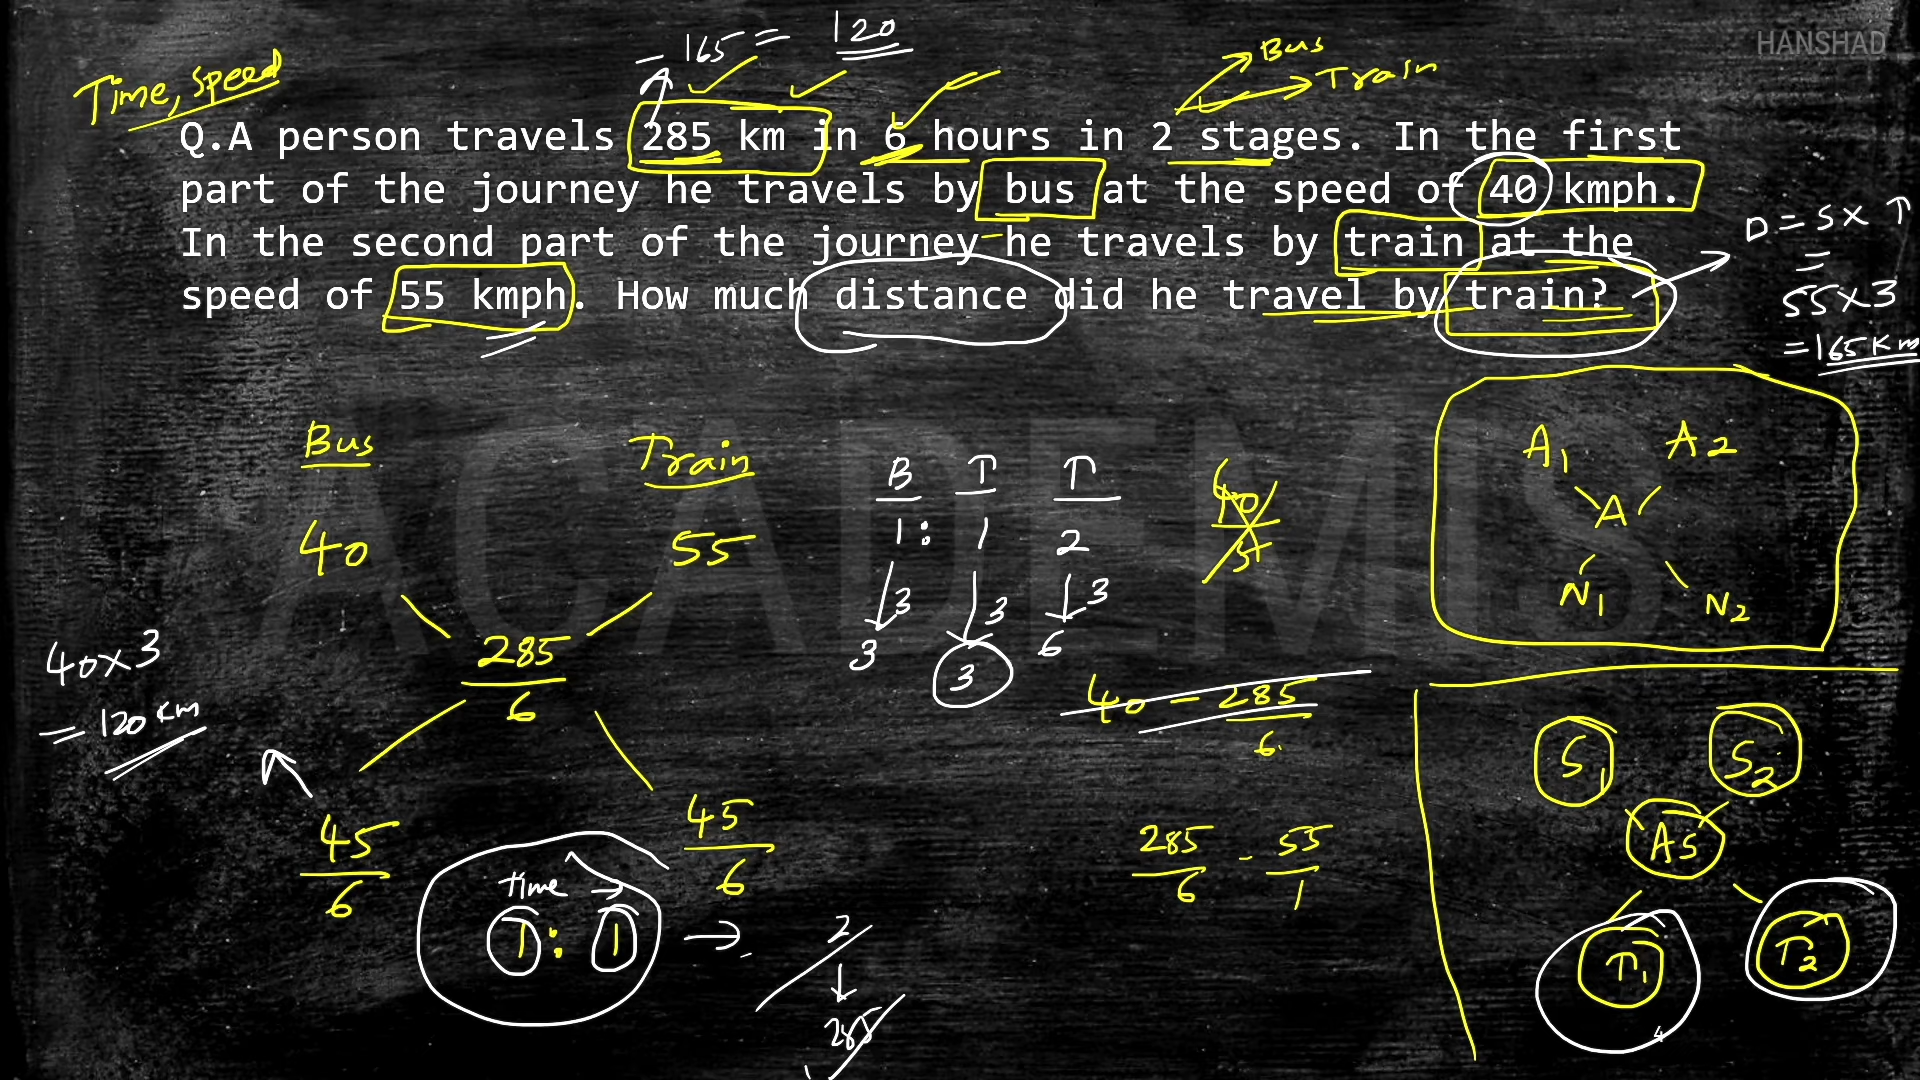 HANSHAD
Time, Speed
- 165 = 120
Bus
Train
Q.A person travels 285 km in 6 hours in 2 stages. In the first
part of the journey he travels by bus at the speed of 40 kmph.
In the second part of the journey he travels by train at the
speed of 55 kmph. How much distance did he travel by train?
D = S x T
=
55x3
= 165 Km
ACADEMIS
Bus Train
40 55
285
6
45
6
45
6
40x3
= 120 Km
Time →
1 : 1 →
2
285
B T T
1 : 1 2
3 3 3
3 3 6
40
40 - 285
6
285 - 55
6 1
A1 A2
A
N1 N2
S1 S2
AS
T1 T2
4